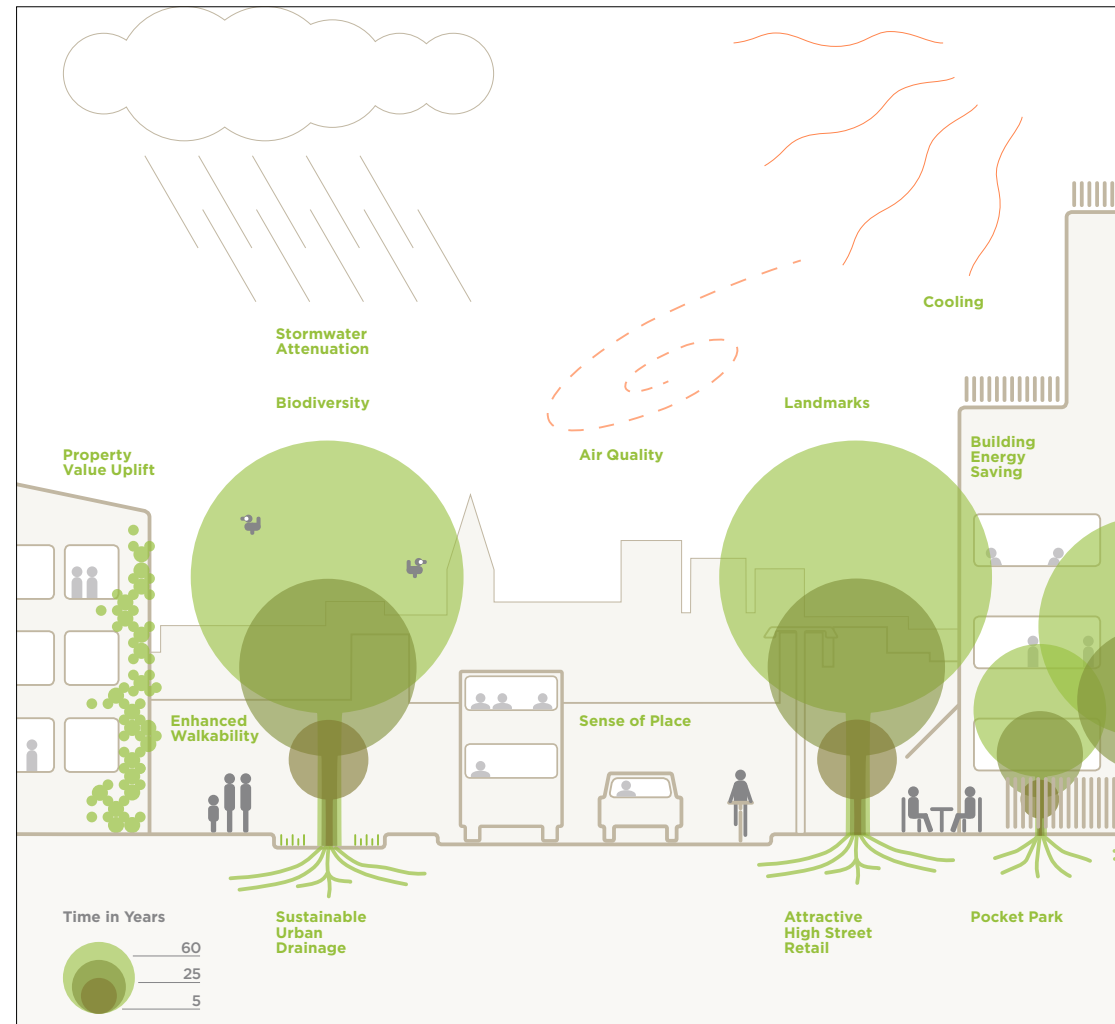 Cooling
Stormwater
Attenuation
Biodiversity
Landmarks
Property
Value Uplift
Air Quality
Building
Energy
Saving
Enhanced
Walkability
Sense of Place
Time in Years
60
25
5
Sustainable
Urban
Drainage
Attractive
High Street
Retail
Pocket Park